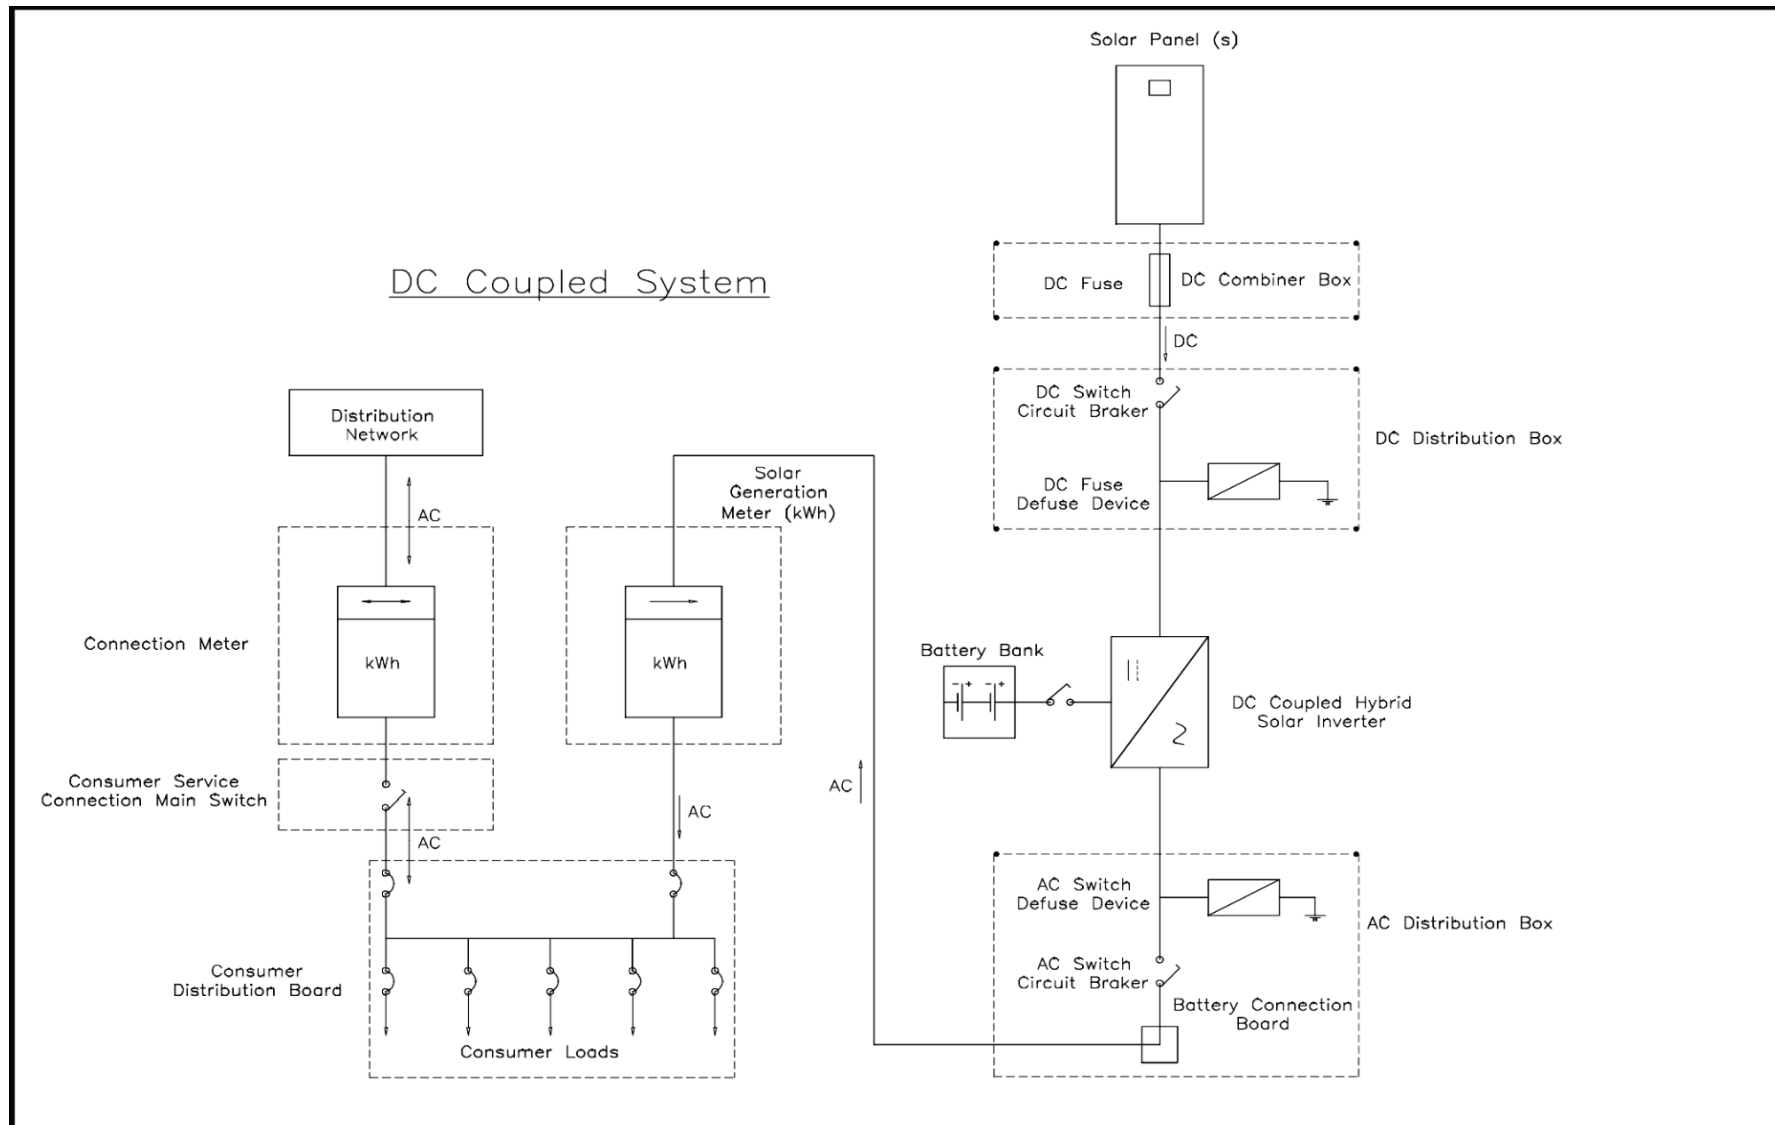 Solar Panel (s)
DC Coupled System
DC Fuse
DC Combiner Box
DC
DC Switch
Circuit Braker
DC Distribution Box
DC Fuse
Defuse Device
Distribution
Network
AC
Solar
Generation
Meter (kWh)
Connection Meter
kWh
kWh
Battery Bank
- + - +
DC Coupled Hybrid
Solar Inverter
Consumer Service
Connection Main Switch
AC
AC
AC
AC Switch
Defuse Device
AC Distribution Box
AC Switch
Circuit Braker
Battery Connection
Board
Consumer
Distribution Board
Consumer Loads